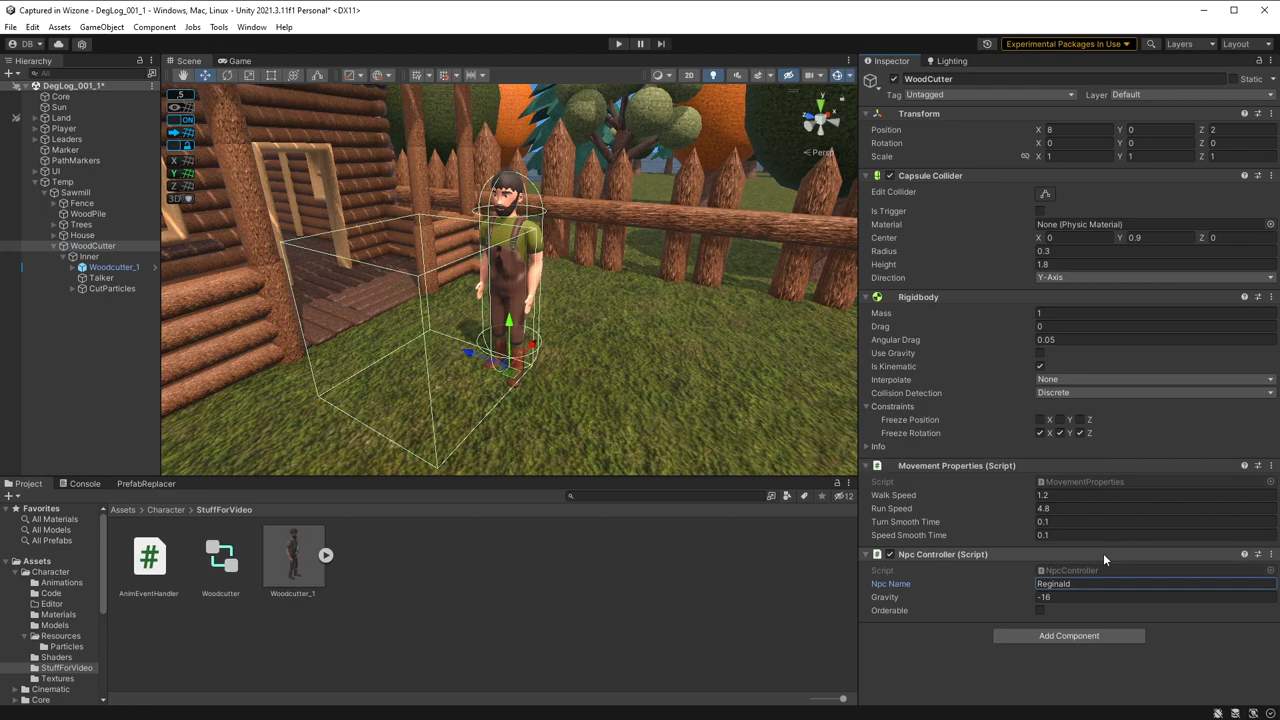 Captured in Wizone - DegLog_001_1 - Windows, Mac, Linux - Unity 2021.3.11f1 Personal* <DX11>
File Edit Assets GameObject Component Jobs Tools Window Help
DB Experimental Packages In Use Layers Layout
Hierarchy
All
DegLog_001_1*
Core
Sun
Land
Player
Leaders
Marker
PathMarkers
UI
Temp
Sawmill
Fence
WoodPile
Trees
House
WoodCutter
Inner
Woodcutter_1
Talker
CutParticles
Scene Game
2D
,5
ON
X
Y
Z
3D
y
x
z
Persp
Inspector Lighting
WoodCutter Static
Tag Untagged Layer Default
Transform
Position X 8 Y 0 Z 2
Rotation X 0 Y 0 Z 0
Scale X 1 Y 1 Z 1
Capsule Collider
Edit Collider
Is Trigger
Material None (Physic Material)
Center X 0 Y 0.9 Z 0
Radius 0.3
Height 1.8
Direction Y-Axis
Rigidbody
Mass 1
Drag 0
Angular Drag 0.05
Use Gravity
Is Kinematic
Interpolate None
Collision Detection Discrete
Constraints
Freeze Position X Y Z
Freeze Rotation X Y Z
Info
# Movement Properties (Script)
Script MovementProperties
Walk Speed 1.2
Run Speed 4.8
Turn Smooth Time 0.1
Speed Smooth Time 0.1
# Npc Controller (Script)
Script NpcController
Npc Name Reginald
Gravity -16
Orderable
Add Component
Project Console PrefabReplacer
12
Favorites
All Materials
All Models
All Prefabs
Assets
Character
Animations
Code
Editor
Materials
Models
Resources
Particles
Shaders
StuffForVideo
Textures
Cinematic
Core
Assets > Character > StuffForVideo
#
AnimEventHandler Woodcutter Woodcutter_1